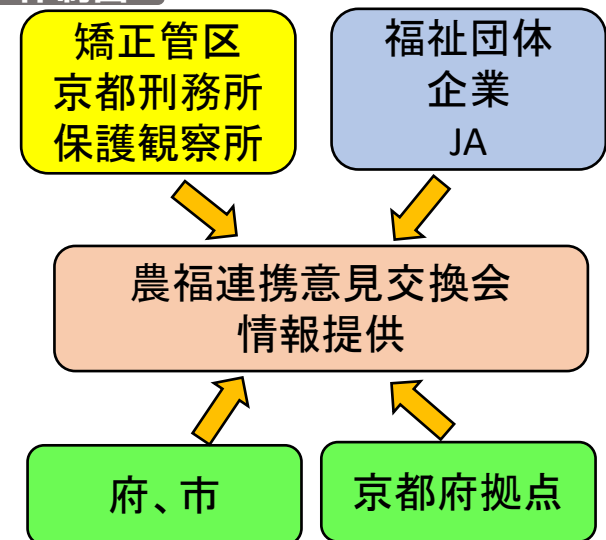 矯正管区
京都刑務所
保護観察所
福祉団体
企業
JA
農福連携意見交換会
情報提供
府、市
京都府拠点